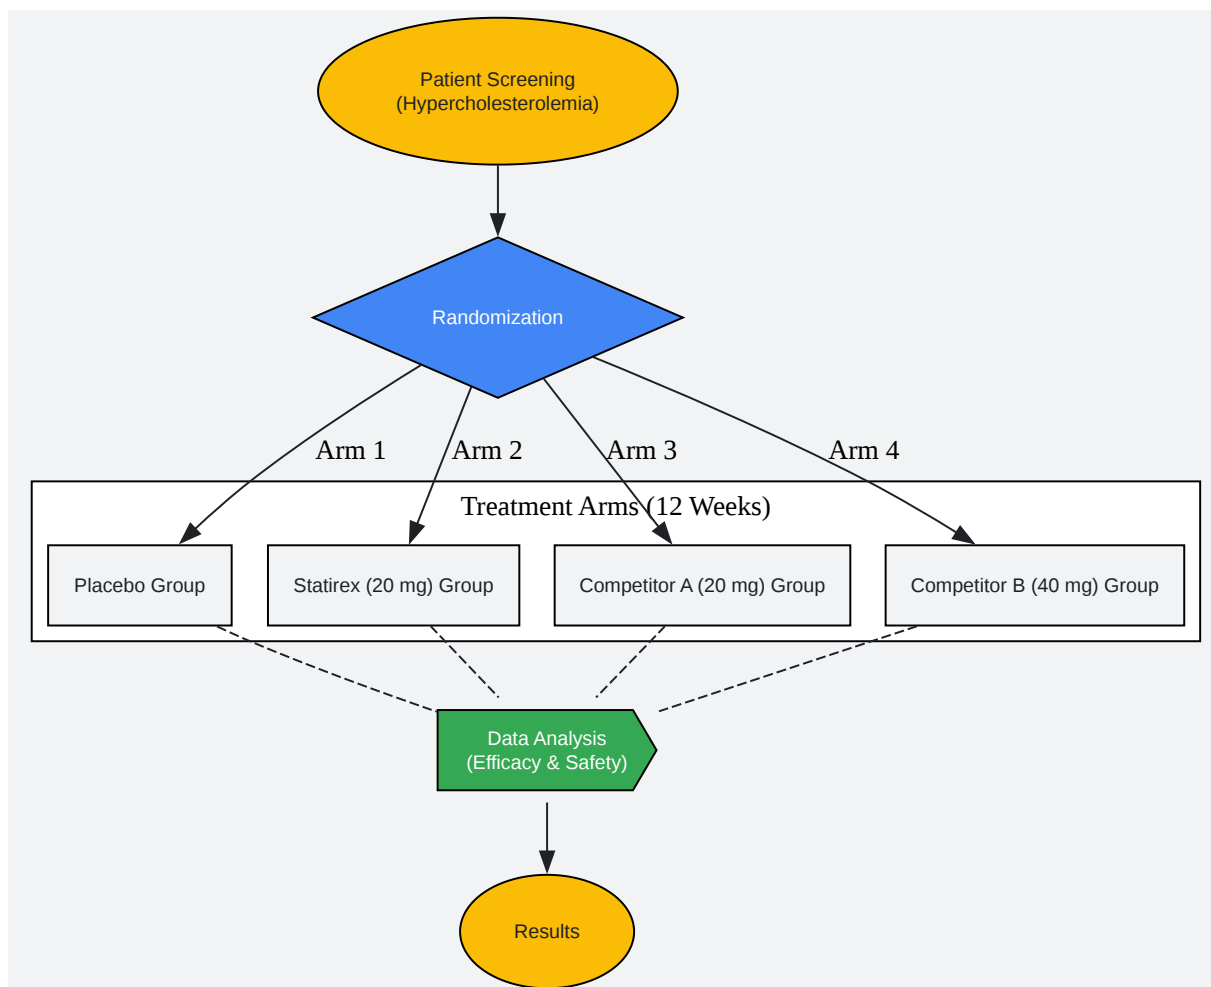 Patient Screening
(Hypercholesterolemia)
Randomization
Arm 1
Arm 2
Arm 3
Arm 4
Treatment Arms (12 Weeks)
Placebo Group
Statirex (20 mg) Group
Competitor A (20 mg) Group
Competitor B (40 mg) Group
Data Analysis
(Efficacy & Safety)
Results